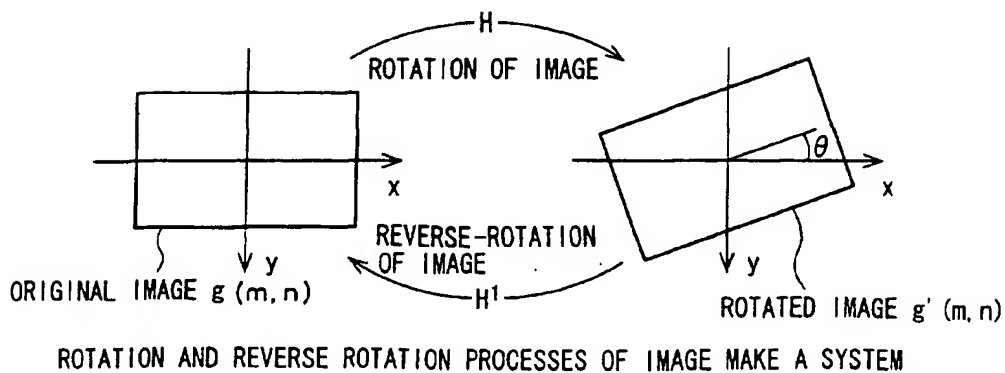 H
ROTATION OF IMAGE
θ
x
x
REVERSE-ROTATION
OF IMAGE
y
y
ORIGINAL IMAGE g (m, n)
H¹
ROTATED IMAGE g' (m, n)
ROTATION AND REVERSE ROTATION PROCESSES OF IMAGE MAKE A SYSTEM